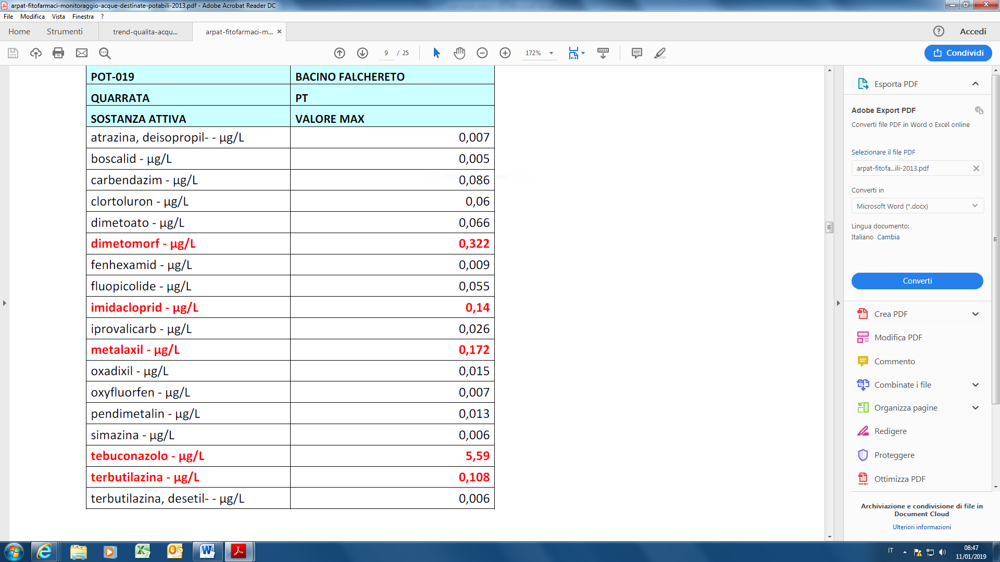 arpat-fitofarmaci-monitoraggio-acque-destinate-potabili-2013.pdf - Adobe Acrobat Reader DC
File Modifica Vista Finestra ?
Home Strumenti trend-qualita-acqu... arpat-fitofarmaci-m... × Accedi
9 / 25 172% Condividi
POT-019 BACINO FALCHERETO
QUARRATA PT
SOSTANZA ATTIVA VALORE MAX
atrazina, deisopropil- - µg/L 0,007
boscalid - µg/L 0,005
carbendazim - µg/L 0,086
clortoluron - µg/L 0,06
dimetoato - µg/L 0,066
dimetomorf - µg/L 0,322
fenhexamid - µg/L 0,009
fluopicolide - µg/L 0,055
imidacloprid - µg/L 0,14
iprovalicarb - µg/L 0,026
metalaxil - µg/L 0,172
oxadixil - µg/L 0,015
oxyfluorfen - µg/L 0,007
pendimetalin - µg/L 0,013
simazina - µg/L 0,006
tebuconazolo - µg/L 5,59
terbutilazina - µg/L 0,108
terbutilazina, desetil- - µg/L 0,006
Esporta PDF
Adobe Export PDF
Converti file PDF in Word o Excel online
Selezionare il file PDF
arpat-fitofa...ili-2013.pdf
Converti in
Microsoft Word (*.docx)
Lingua documento:
Italiano Cambia
Converti
Crea PDF
Modifica PDF
Commento
Combinate i file
Organizza pagine
Redigere
Proteggere
Ottimizza PDF
Archiviazione e condivisione di file in
Document Cloud
Ulteriori informazioni
IT
08:47
11/01/2019